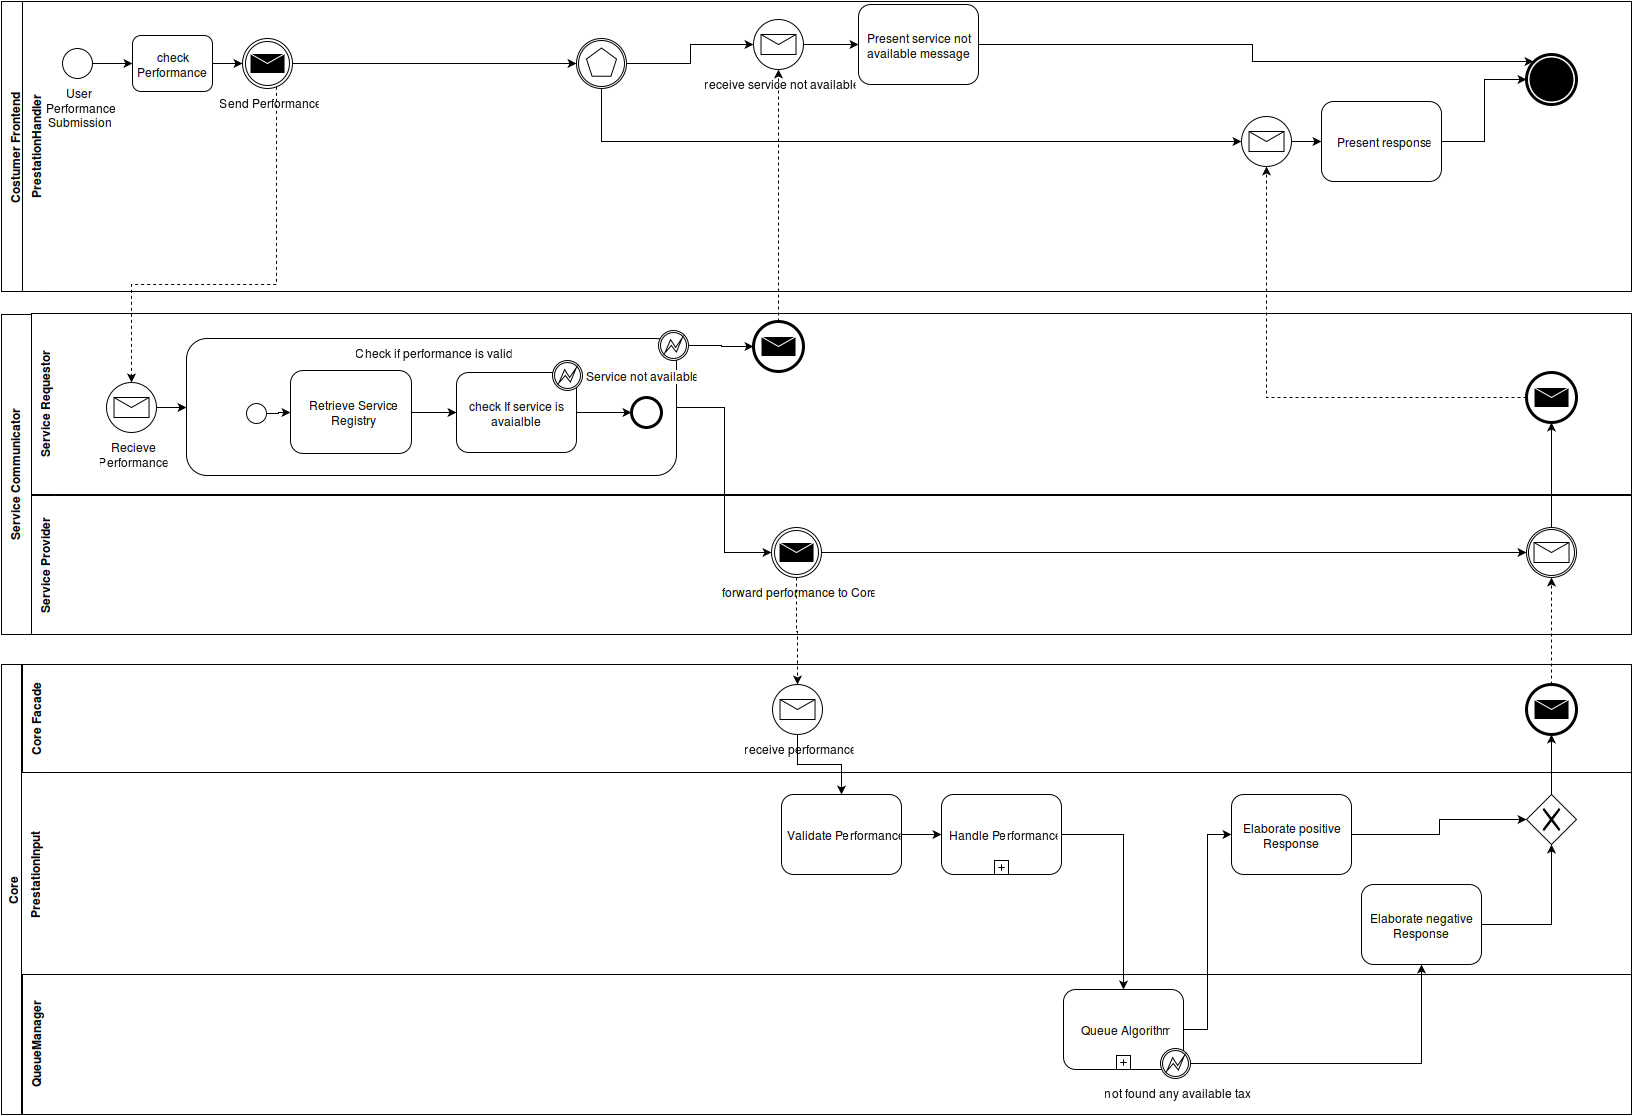 Costumer Frontend
PrestationHandler
User
Performance
Submission
check
Performance
Send Performance
receive service not available
Present service not
available message
Present response
Service Communicator
Service Requestor
Recieve
Performance
Check if performance is valid
Retrieve Service
Registry
check If service is
avaialble
Service not available
Service Provider
forward performance to Core
Core
Core Facade
receive performance
PrestationInput
Validate Performance
Handle Performance
Elaborate positive
Response
Elaborate negative
Response
QueueManager
Queue Algorithm
not found any available tax